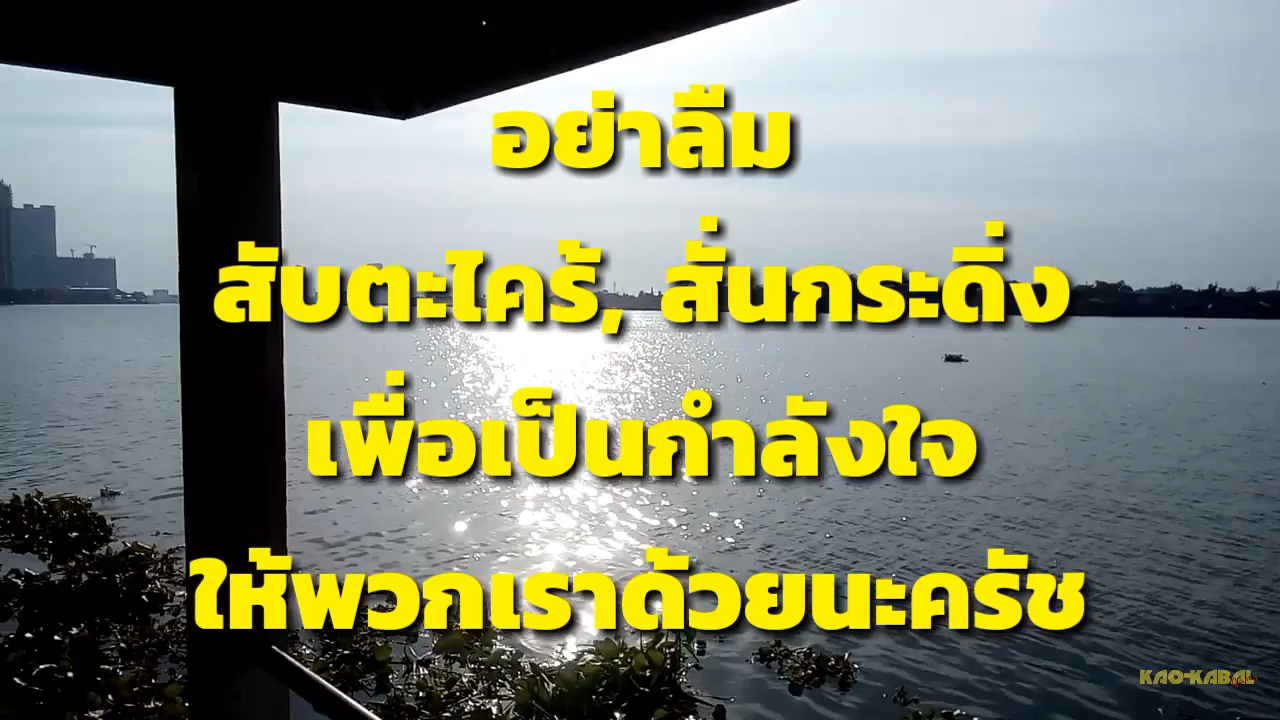 อย่าลืม
สับตะไคร้, สั่นกระดิ่ง
เพื่อเป็นกำลังใจ
ให้พวกเราด้วยนะครัช
KAO-KABAL